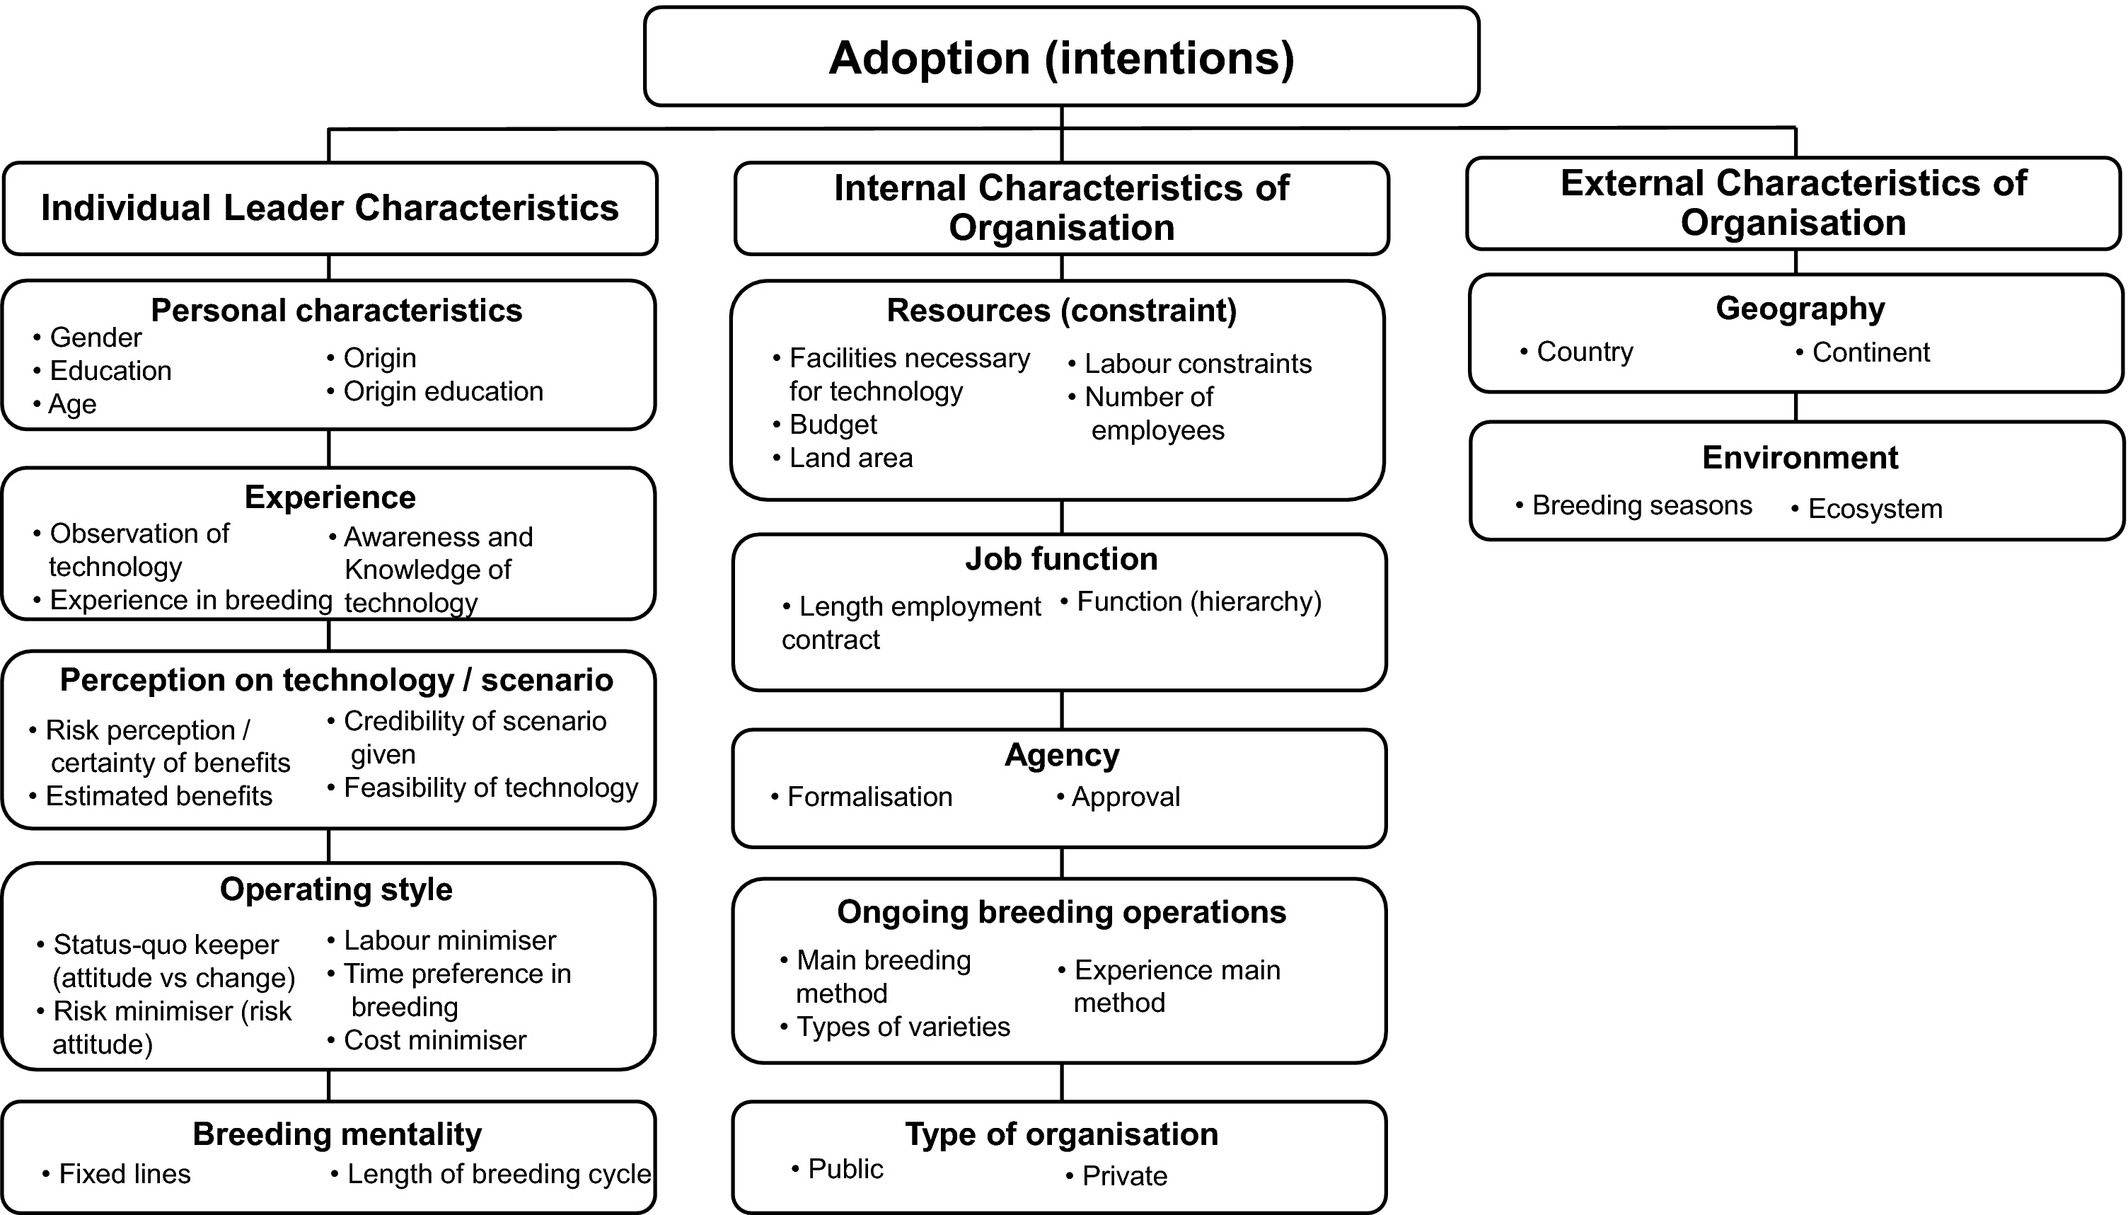 Adoption (intentions)
Individual Leader Characteristics
Personal characteristics
• Gender
• Education
• Age
• Origin
• Origin education
Experience
• Observation of
technology
• Experience in breeding
• Awareness and
Knowledge of
technology
Perception on technology / scenario
• Risk perception /
certainty of benefits
• Estimated benefits
• Credibility of scenario
given
• Feasibility of technology
Operating style
• Status-quo keeper
(attitude vs change)
• Risk minimiser (risk
attitude)
• Labour minimiser
• Time preference in
breeding
• Cost minimiser
Breeding mentality
• Fixed lines
• Length of breeding cycle
Internal Characteristics of
Organisation
Resources (constraint)
• Facilities necessary
for technology
• Budget
• Land area
• Labour constraints
• Number of
employees
Job function
• Length employment
contract
• Function (hierarchy)
Agency
• Formalisation
• Approval
Ongoing breeding operations
• Main breeding
method
• Types of varieties
• Experience main
method
Type of organisation
• Public
• Private
External Characteristics of
Organisation
Geography
• Country
• Continent
Environment
• Breeding seasons
• Ecosystem